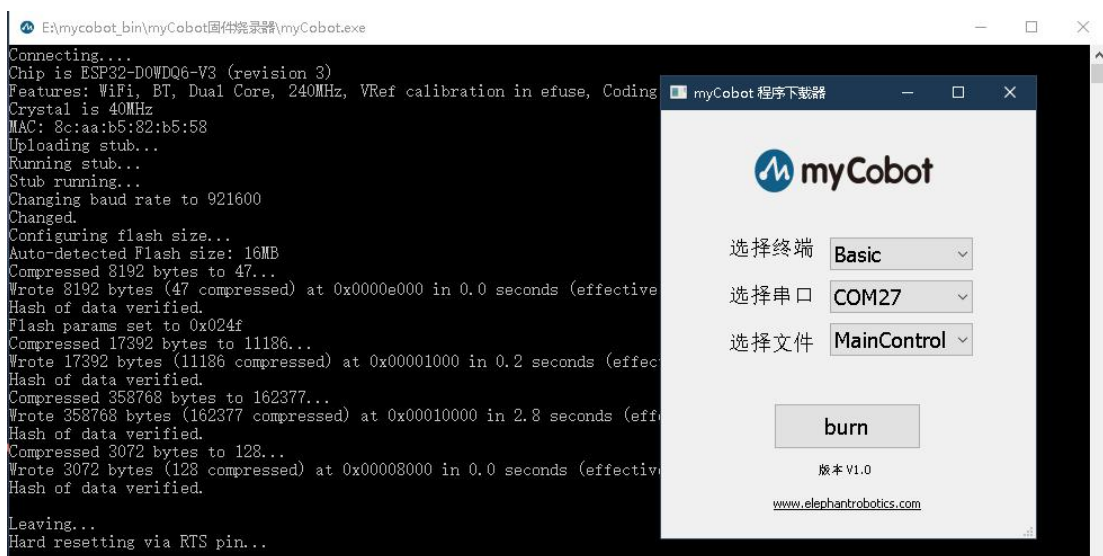 E:\mycobot_bin\myCobot固件烧录器\myCobot.exe
Connecting....
Chip is ESP32-D0WDQ6-V3 (revision 3)
Features: WiFi, BT, Dual Core, 240MHz, VRef calibration in efuse, Coding
Crystal is 40MHz
MAC: 8c:aa:b5:82:b5:58
Uploading stub...
Running stub...
Stub running...
Changing baud rate to 921600
Changed.
Configuring flash size...
Auto-detected Flash size: 16MB
Compressed 8192 bytes to 47...
Wrote 8192 bytes (47 compressed) at 0x0000e000 in 0.0 seconds (effective
Hash of data verified.
Flash params set to 0x024f
Compressed 17392 bytes to 11186...
Wrote 17392 bytes (11186 compressed) at 0x00001000 in 0.2 seconds (effec
Hash of data verified.
Compressed 358768 bytes to 162377...
Wrote 358768 bytes (162377 compressed) at 0x00010000 in 2.8 seconds (eff
Hash of data verified.
Compressed 3072 bytes to 128...
Wrote 3072 bytes (128 compressed) at 0x00008000 in 0.0 seconds (effectiv
Hash of data verified.
Leaving...
Hard resetting via RTS pin...
myCobot 程序下载器
myCobot
选择终端 Basic
选择串口 COM27
选择文件 MainControl
burn
版本 V1.0
www.elephantrobotics.com